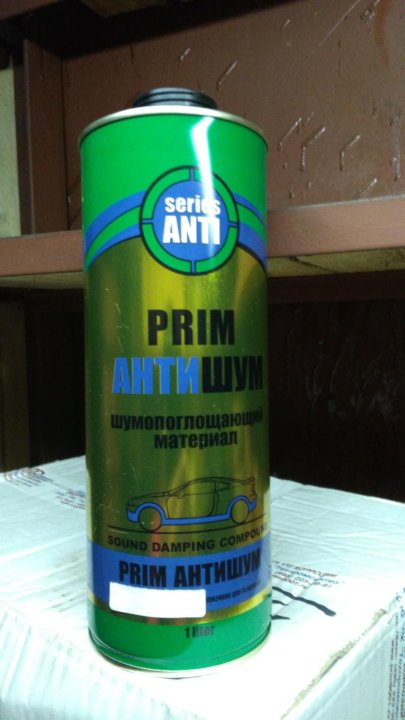 series
ANTI
PRIM
АНТИШУМ
шумопоглощающий
материал
SOUND DAMPING COMPOUND
PRIM АНТИШУМ
1 liter